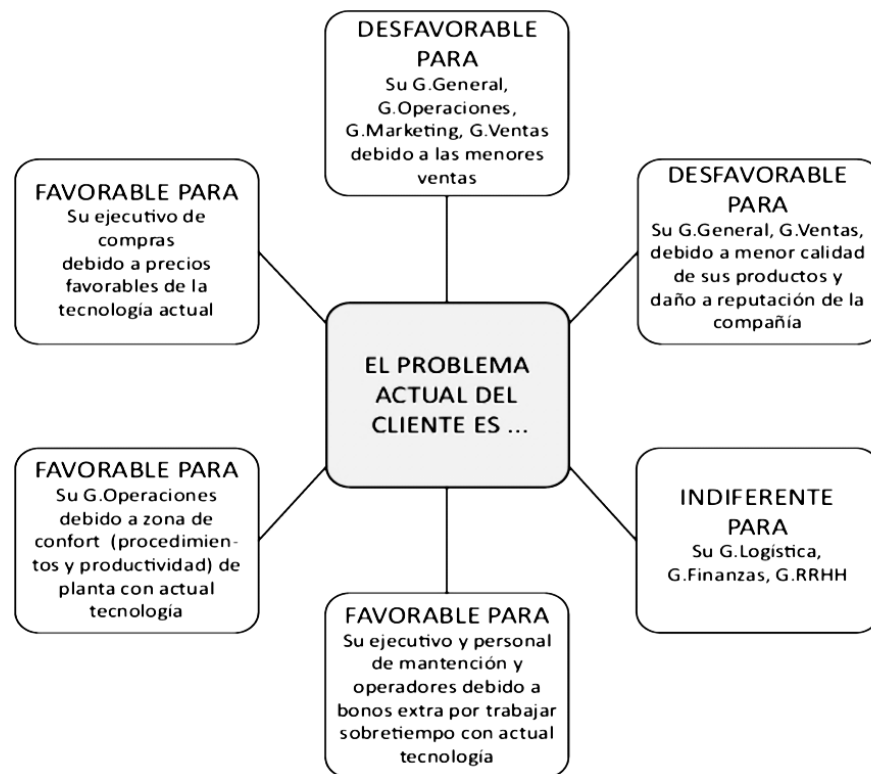 DESFAVORABLE
PARA
Su G.General,
G.Operaciones,
G.Marketing, G.Ventas
debido a las menores
ventas
FAVORABLE PARA
Su ejecutivo de
compras
debido a precios
favorables de la
tecnología actual
DESFAVORABLE
PARA
Su G.General, G.Ventas,
debido a menor calidad
de sus productos y
daño a reputación de la
compañía
EL PROBLEMA
ACTUAL DEL
CLIENTE ES ...
FAVORABLE PARA
Su G.Operaciones
debido a zona de
confort (procedimien-
tos y productividad) de
planta con actual
tecnología
INDIFERENTE
PARA
Su G.Logística,
G.Finanzas, G.RRHH
FAVORABLE PARA
Su ejecutivo y personal
de mantención y
operadores debido a
bonos extra por trabajar
sobretiempo con actual
tecnología